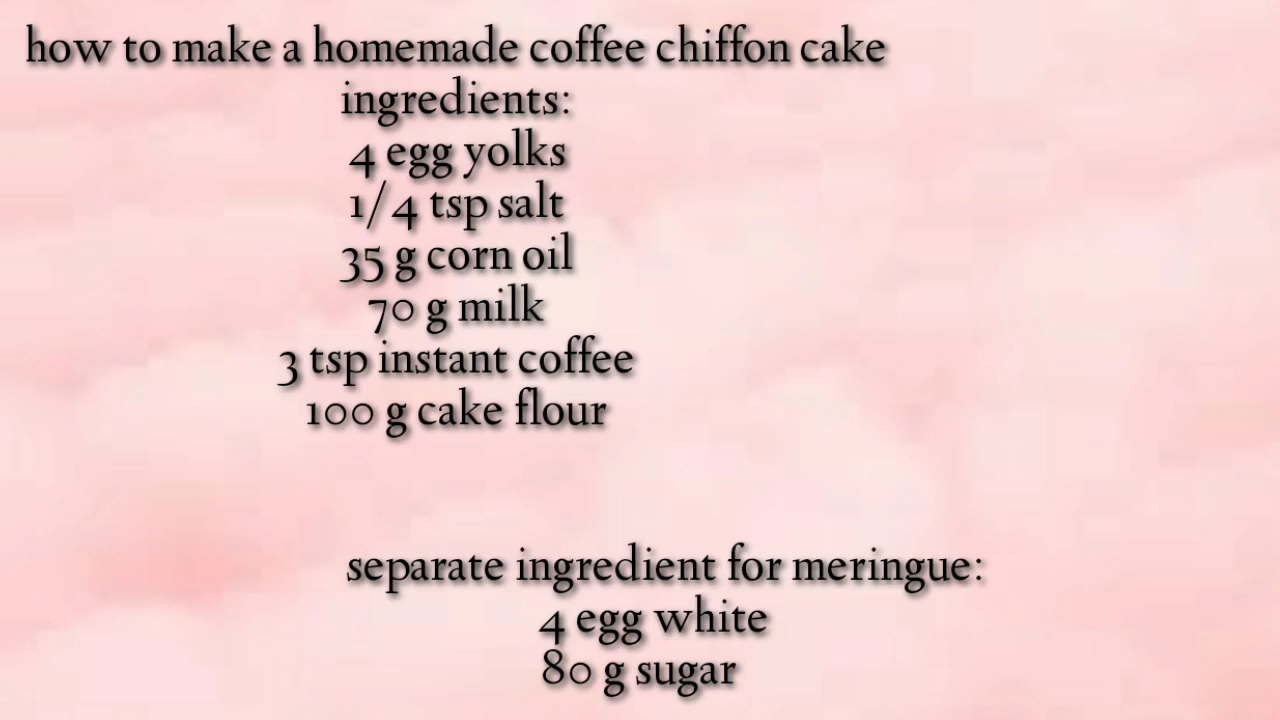 how to make a homemade coffee chiffon cake
ingredients:
4 egg yolks
1/4 tsp salt
35 g corn oil
70 g milk
3 tsp instant coffee
100 g cake flour
separate ingredient for meringue:
4 egg white
80 g sugar